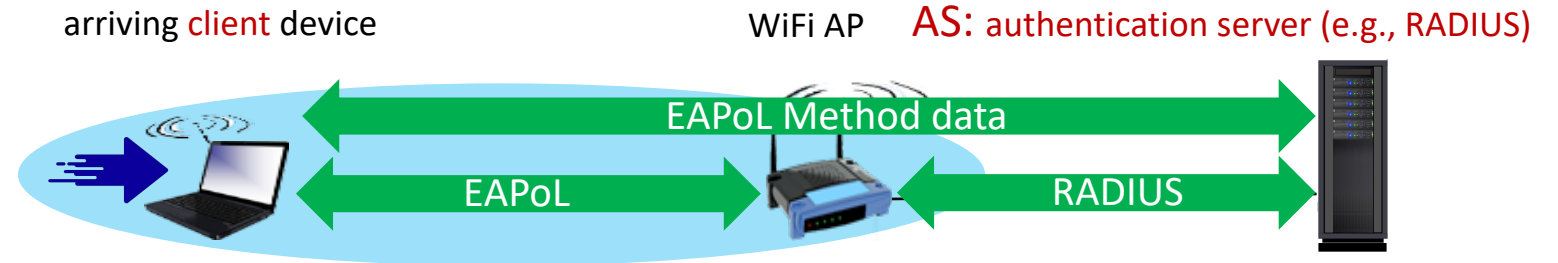 arriving client device
WiFi AP
AS: authentication server (e.g., RADIUS)
EAPoL Method data
EAPoL
RADIUS